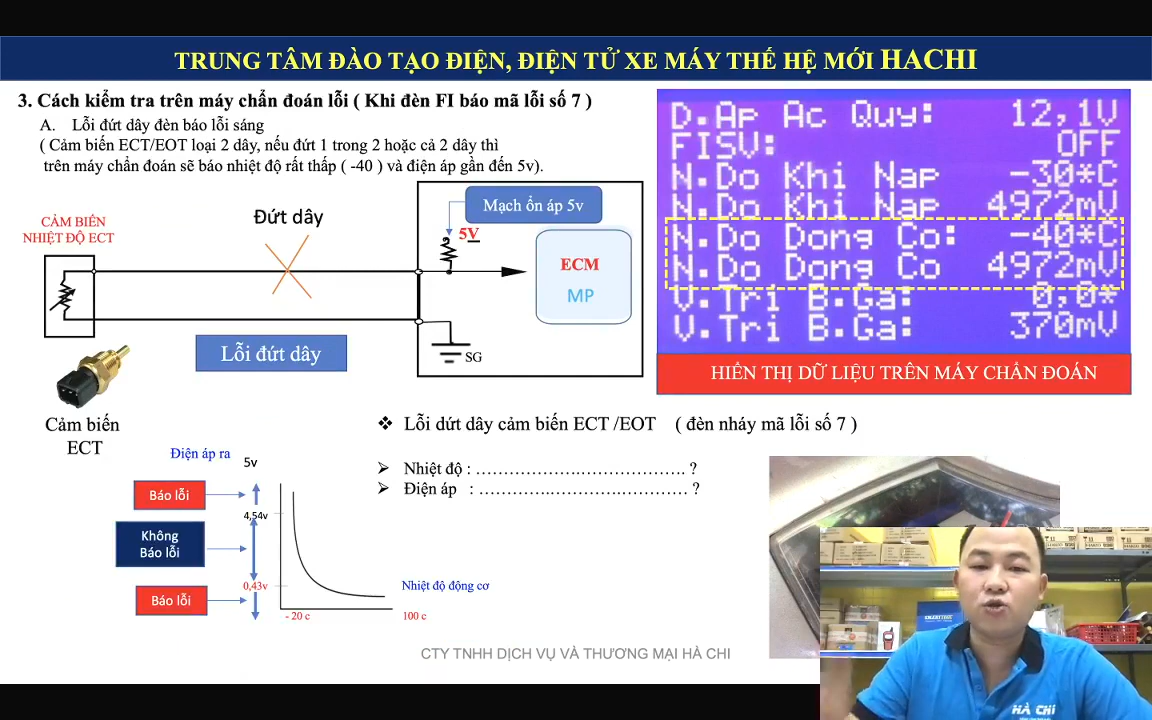 TRUNG TÂM ĐÀO TẠO ĐIỆN, ĐIỆN TỬ XE MÁY THẾ HỆ MỚI HACHI
3. Cách kiểm tra trên máy chẩn đoán lỗi ( Khi đèn FI báo mã lỗi số 7 )
A. Lỗi đứt dây đèn báo lỗi sáng
( Cảm biến ECT/EOT loại 2 dây, nếu đứt 1 trong 2 hoặc cả 2 dây thì
trên máy chẩn đoán sẽ báo nhiệt độ rất thấp ( -40 ) và điện áp gần đến 5v).
CẢM BIẾN
NHIỆT ĐỘ ECT
Đứt dây
Mạch ổn áp 5v
5V
ECM
MP
SG
Lỗi đứt dây
Cảm biến
ECT
D.Ap Ac Quy: 12,1V
FISV: OFF
N.Do Khi Nap -30*C
N.Do Khi Nap 4972mV
N.Do Dong Co: -40*C
N.Do Dong Co 4972mV
V.Tri B.Ga: 0,0*
V.Tri B.Ga: 370mV
HIỂN THỊ DỮ LIỆU TRÊN MÁY CHẨN ĐOÁN
❖ Lỗi dứt dây cảm biến ECT /EOT ( đèn nháy mã lỗi số 7 )
➢ Nhiệt độ : ……………….………………. ?
➢ Điện áp : …………..…………..………… ?
Điện áp ra
5v
Báo lỗi
4,54v
Không
Báo lỗi
0,43v
Báo lỗi
Nhiệt độ động cơ
- 20 c
100 c
CTY TNHH DỊCH VỤ VÀ THƯƠNG MẠI HÀ CHI
HÀ CHI